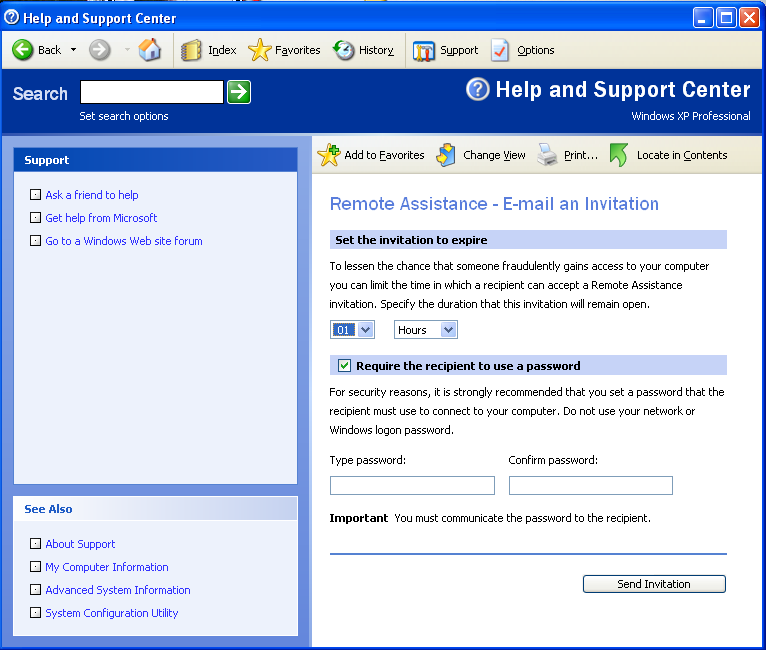 Help and Support Center
Back
Index
Favorites
History
Support
Options
Search
Set search options
Help and Support Center
Windows XP Professional
Support
Ask a friend to help
Get help from Microsoft
Go to a Windows Web site forum
See Also
About Support
My Computer Information
Advanced System Information
System Configuration Utility
Add to Favorites
Change View
Print...
Locate in Contents
Remote Assistance - E-mail an Invitation
Set the invitation to expire
To lessen the chance that someone fraudulently gains access to your computer
you can limit the time in which a recipient can accept a Remote Assistance
invitation. Specify the duration that this invitation will remain open.
01 Hours
Require the recipient to use a password
For security reasons, it is strongly recommended that you set a password that the
recipient must use to connect to your computer. Do not use your network or
Windows logon password.
Type password: Confirm password:
Important You must communicate the password to the recipient.
Send Invitation